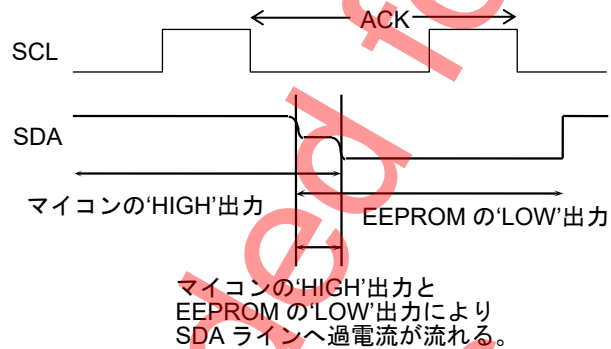 ACK
SCL
SDA
マイコンの‘HIGH’出力
EEPROM の‘LOW’出力
マイコンの‘HIGH’出力と
EEPROM の‘LOW’出力により
SDA ラインへ過電流が流れる。